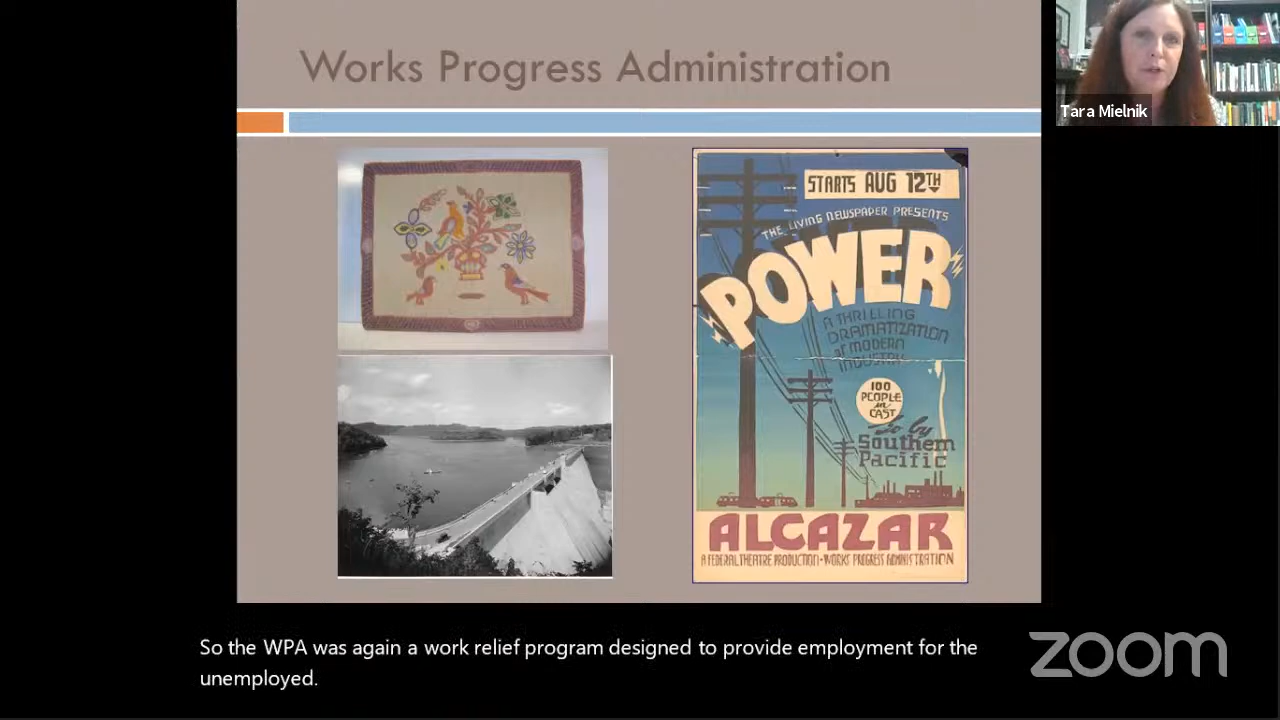 Works Progress Administration
Tara Mielnik
STARTS AUG 12TH
THE LIVING NEWSPAPER PRESENTS
POWER
A THRILLING
DRAMATIZATION
of MODERN
INDUSTRY
100
PEOPLE
in
CAST
Go by
Southern
Pacific
ALCAZAR
A FEDERAL THEATRE PRODUCTION-WORKS PROGRESS ADMINISTRATION
So the WPA was again a work relief program designed to provide employment for the
unemployed.
zoom